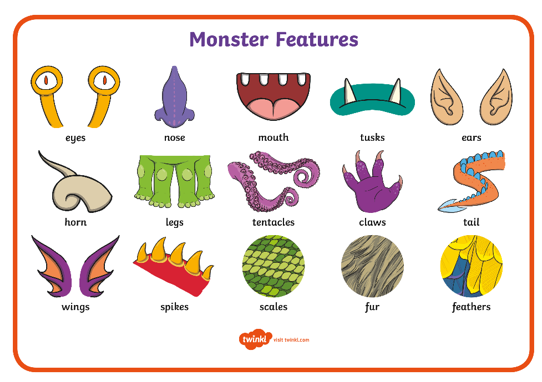 Monster Features
eyes nose mouth tusks ears
horn legs tentacles claws tail
wings spikes scales fur feathers
twinkl visit twinkl.com